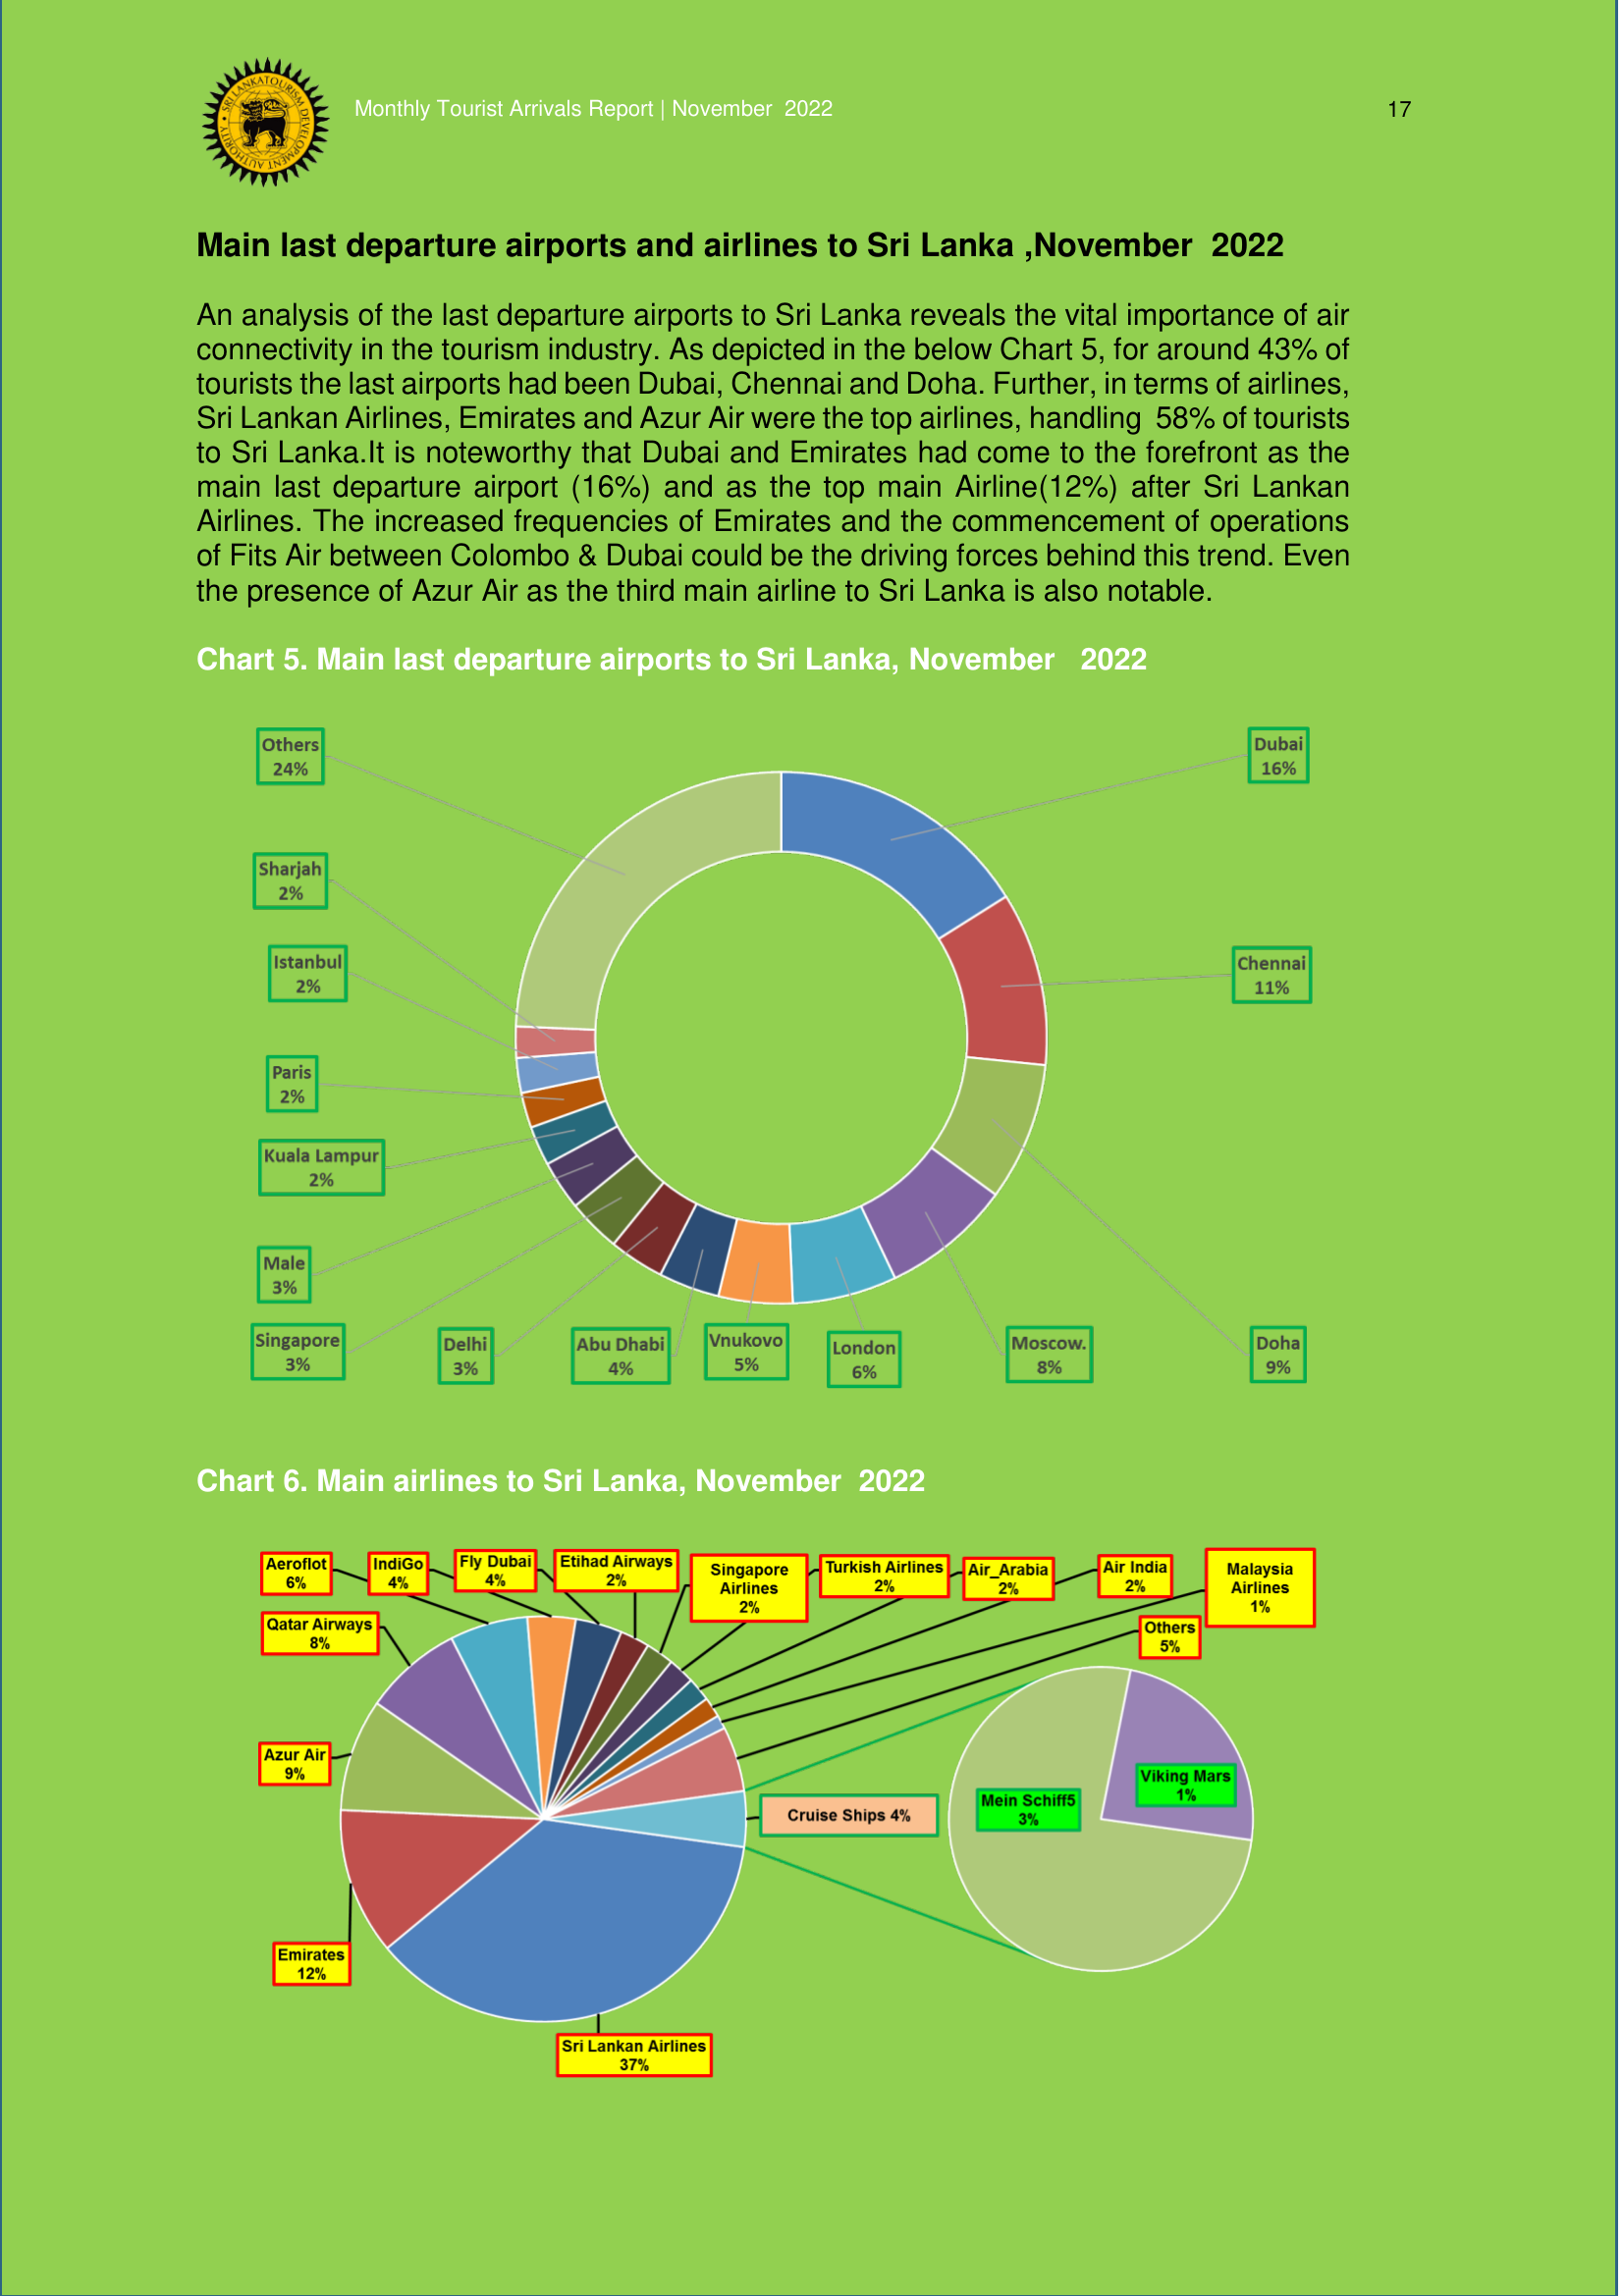 SRI LANKA TOURISM DEVELOPMENT AUTHORITY
Monthly Tourist Arrivals Report | November  2022
17
Main last departure airports and airlines to Sri Lanka ,November  2022
An analysis of the last departure airports to Sri Lanka reveals the vital importance of air
connectivity in the tourism industry. As depicted in the below Chart 5, for around 43% of
tourists the last airports had been Dubai, Chennai and Doha. Further, in terms of airlines,
Sri Lankan Airlines, Emirates and Azur Air were the top airlines, handling  58% of tourists
to Sri Lanka.It is noteworthy that Dubai and Emirates had come to the forefront as the
main last departure airport (16%) and as the top main Airline(12%) after Sri Lankan
Airlines. The increased frequencies of Emirates and the commencement of operations
of Fits Air between Colombo & Dubai could be the driving forces behind this trend. Even
the presence of Azur Air as the third main airline to Sri Lanka is also notable.
Chart 5. Main last departure airports to Sri Lanka, November   2022
Others
24%
Dubai
16%
Sharjah
2%
Istanbul
2%
Chennai
11%
Paris
2%
Kuala Lampur
2%
Male
3%
Singapore
3%
Delhi
3%
Abu Dhabi
4%
Vnukovo
5%
London
6%
Moscow.
8%
Doha
9%
Chart 6. Main airlines to Sri Lanka, November  2022
Aeroflot
6%
IndiGo
4%
Fly Dubai
4%
Etihad Airways
2%
Singapore
Airlines
2%
Turkish Airlines
2%
Air_Arabia
2%
Air India
2%
Malaysia
Airlines
1%
Qatar Airways
8%
Others
5%
Azur Air
9%
Cruise Ships 4%
Mein Schiff5
3%
Viking Mars
1%
Emirates
12%
Sri Lankan Airlines
37%